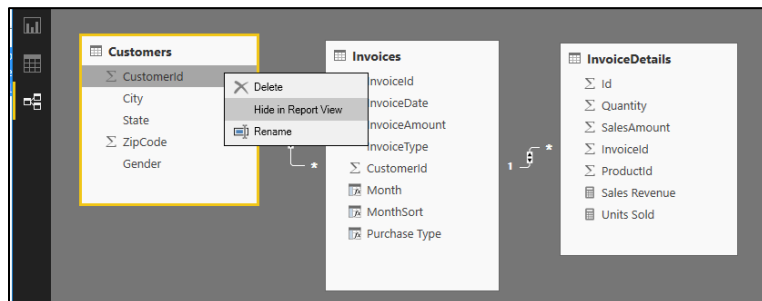 Customers
Σ CustomerId
City
State
Σ ZipCode
Gender
Delete
Hide in Report View
Rename
Invoices
InvoiceId
InvoiceDate
InvoiceAmount
InvoiceType
Σ CustomerId
Month
MonthSort
Purchase Type
*
1
*
InvoiceDetails
Σ Id
Σ Quantity
Σ SalesAmount
Σ InvoiceId
Σ ProductId
Sales Revenue
Units Sold